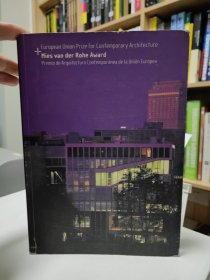 European Union Prize for Contemporary Architecture
Mies van der Rohe Award
Premio de Arquitectura Contemporánea de la Unión Europea